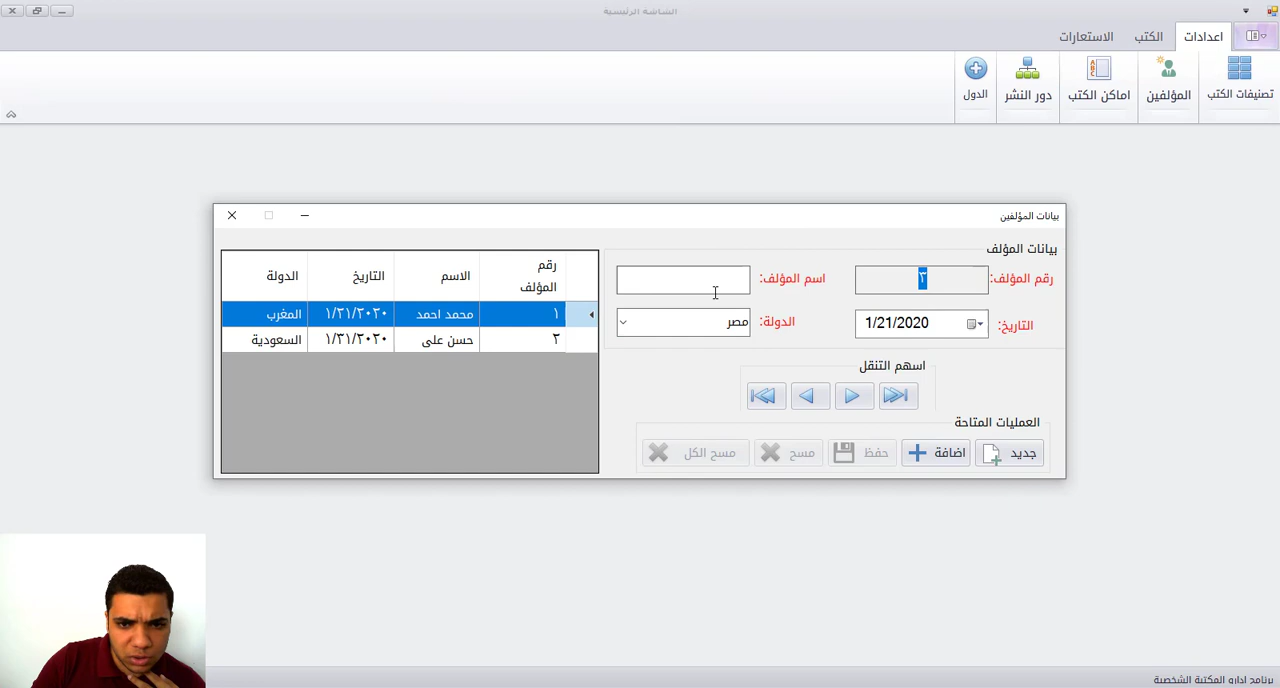 الشاشة الرئيسية
اعدادات
الكتب
الاستعارات
تصنيفات الكتب
المؤلفين
اماكن الكتب
دور النشر
الدول
بيانات المؤلفين
بيانات المؤلف
رقم المؤلف: ٣
اسم المؤلف:
التاريخ: 1/21/2020
الدولة: مصر
اسهم التنقل
العمليات المتاحة
جديد
اضافة
حفظ
مسح
مسح الكل
رقم المؤلف الاسم التاريخ الدولة
١ محمد احمد ١/٢١/٢٠٢٠ المغرب
٢ حسن على ١/٢١/٢٠٢٠ السعودية
برنامج ادارو المكتبة الشخصية